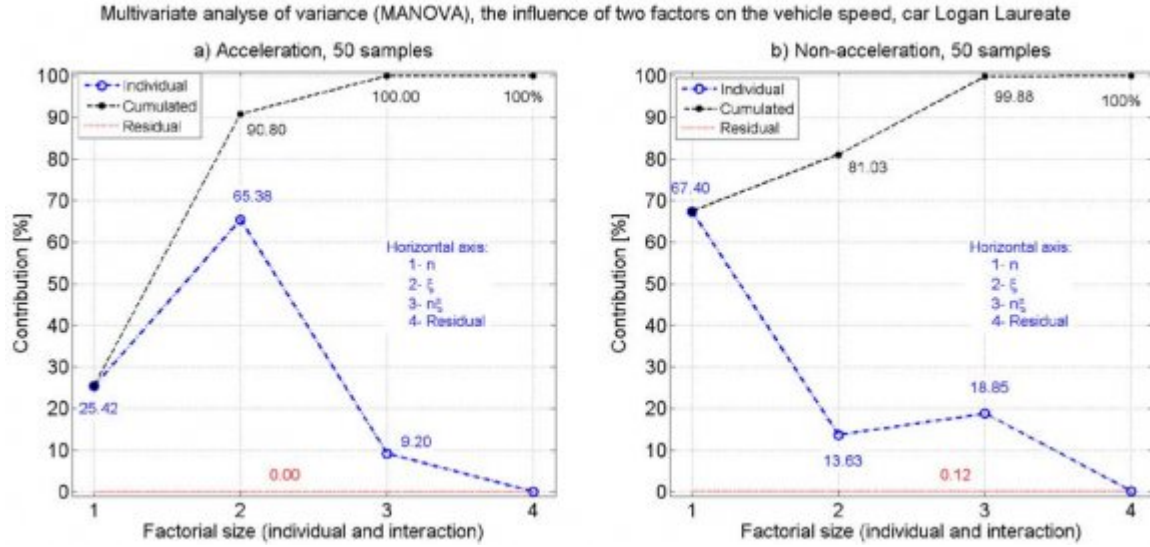 Multivariate analyse of variance (MANOVA), the influence of two factors on the vehicle speed, car Logan Laureate
a) Acceleration, 50 samples
Contribution [%]
100
90
80
70
60
50
40
30
20
10
0
Individual
Cumulated
Residual
100.00
100%
90.80
65.38
Horizontal axis:
1- n
2- ξ
3- nξ
4- Residual
25.42
9.20
0.00
1 2 3 4
Factorial size (individual and interaction)
b) Non-acceleration, 50 samples
Contribution [%]
100
90
80
70
60
50
40
30
20
10
0
Individual
Cumulated
Residual
99.88
100%
81.03
67.40
Horizontal axis:
1- n
2- ξ
3- nξ
4- Residual
18.85
13.63
0.12
1 2 3 4
Factorial size (individual and interaction)